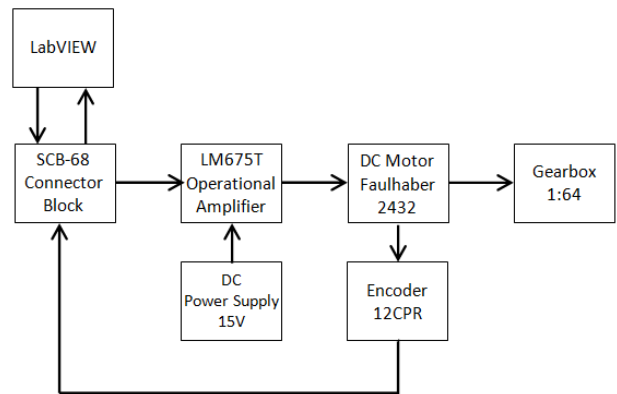 LabVIEW
SCB-68
Connector
Block
LM675T
Operational
Amplifier
DC Motor
Faulhaber
2432
Gearbox
1:64
DC
Power Supply
15V
Encoder
12CPR